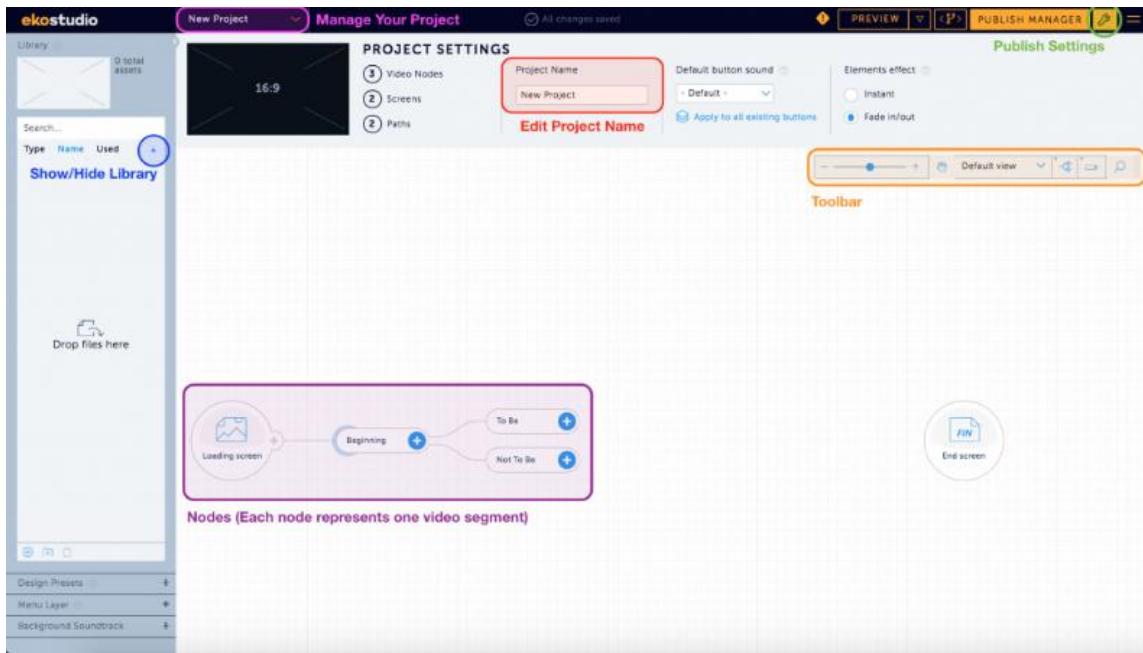 ekostudio
New Project
Manage Your Project
All changes saved
PREVIEW
PUBLISH MANAGER
Publish Settings
Library
0 total
assets
Search...
Type Name Used
Show/Hide Library
Drop files here
Design Presets
Menu Layer
Background Soundtrack
16:9
PROJECT SETTINGS
3 Video Nodes
2 Screens
2 Paths
Project Name
New Project
Edit Project Name
Default button sound
- Default -
Apply to all existing buttons
Elements effect
Instant
Fade in/out
Default view
Toolbar
Loading screen
Beginning
To Be
Not To Be
Nodes (Each node represents one video segment)
FIN
End screen